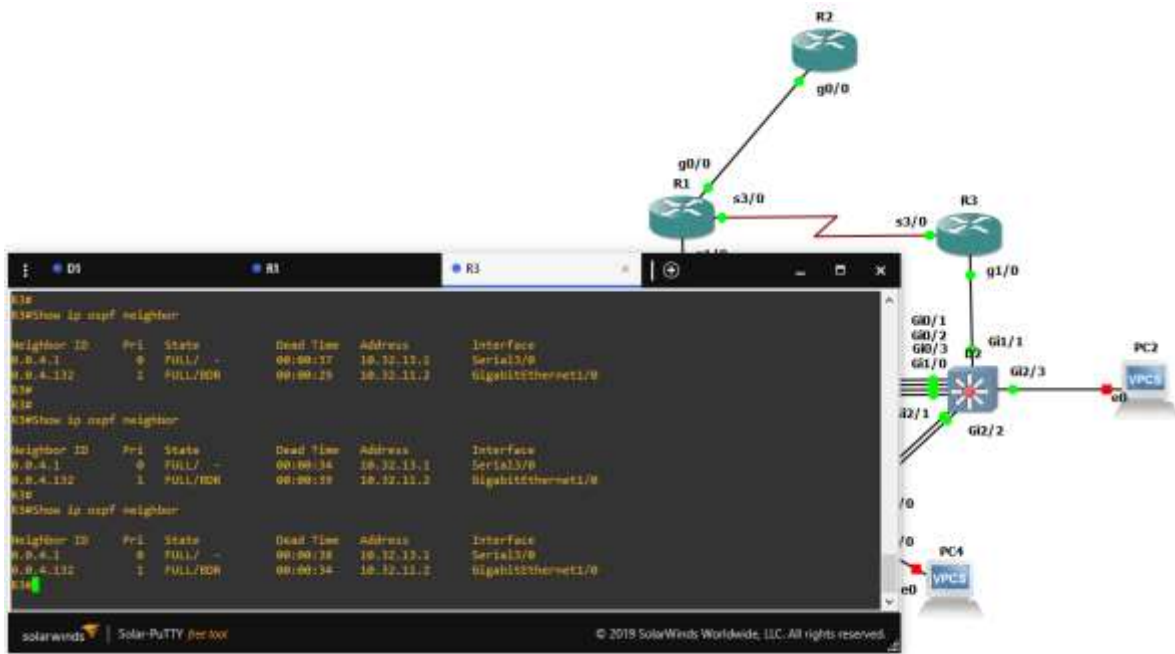 R2
g0/0
g0/0
R1
s3/0
R3
s3/0
g1/0
D1 R1 R3
R3#
R3#Show ip ospf neighbor
Neighbor ID Pri State Dead Time Address Interface
0.0.4.1 0 FULL/ - 00:00:37 10.32.13.1 Serial3/0
0.0.4.132 1 FULL/BDR 00:00:29 10.32.11.2 GigabitEthernet1/0
R3#
R3#
R3#Show ip ospf neighbor
Neighbor ID Pri State Dead Time Address Interface
0.0.4.1 0 FULL/ - 00:00:34 10.32.13.1 Serial3/0
0.0.4.132 1 FULL/BDR 00:00:39 10.32.11.2 GigabitEthernet1/0
R3#
R3#Show ip ospf neighbor
Neighbor ID Pri State Dead Time Address Interface
0.0.4.1 0 FULL/ - 00:00:38 10.32.13.1 Serial3/0
0.0.4.132 1 FULL/BDR 00:00:34 10.32.11.2 GigabitEthernet1/0
R3#
solarwinds Solar-PuTTY free tool © 2019 SolarWinds Worldwide, LLC. All rights reserved.
Gi0/1
Gi0/2
Gi0/3
Gi1/0
Gi1/1
Gi2/3
Gi2/2
PC2
VPCS
e0
PC4
VPCS
e0